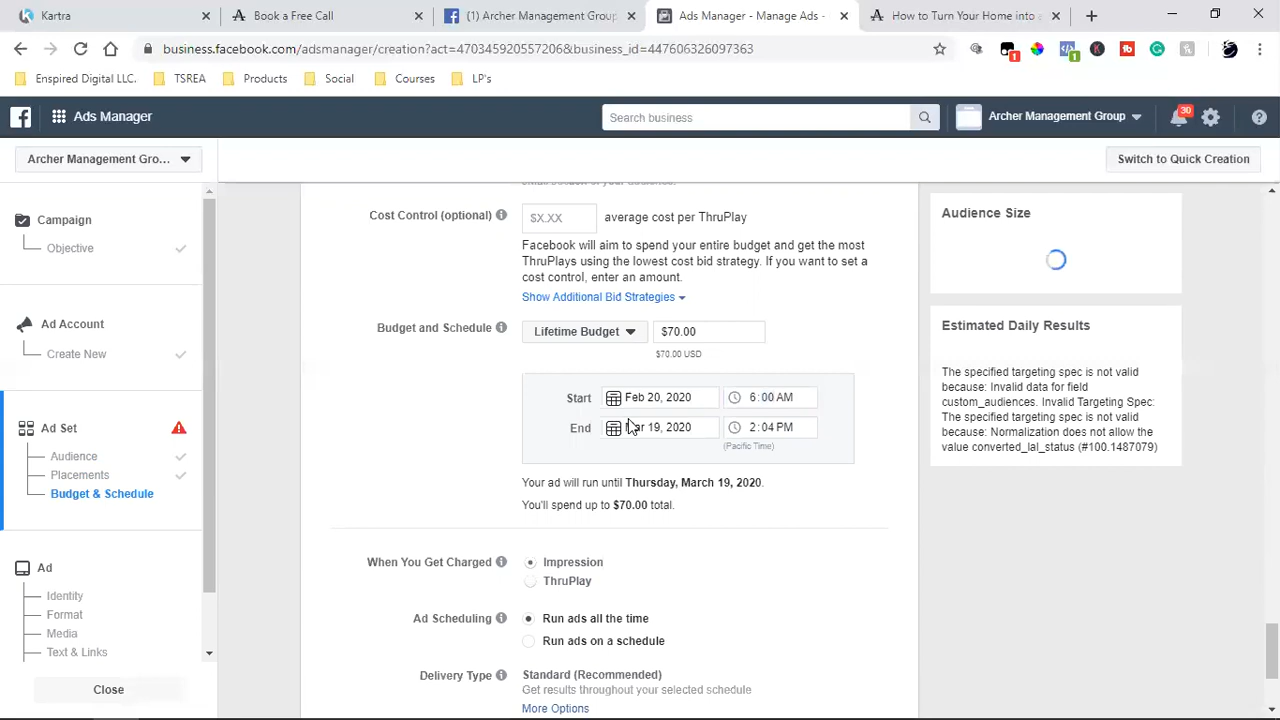 Kartra
Book a Free Call
(1) Archer Management Group
Ads Manager - Manage Ads -
How to Turn Your Home into a
business.facebook.com/adsmanager/creation?act=470345920557206&business_id=447606326097363
1
1
Enspired Digital LLC.
TSREA
Products
Social
Courses
LP's
Ads Manager
Search business
Archer Management Group
30
Archer Management Gro...
Switch to Quick Creation
Campaign
Objective
Ad Account
Create New
Ad Set
Audience
Placements
Budget & Schedule
Ad
Identity
Format
Media
Text & Links
Close
Cost Control (optional)
$X.XX
average cost per ThruPlay
Facebook will aim to spend your entire budget and get the most
ThruPlays using the lowest cost bid strategy. If you want to set a
cost control, enter an amount.
Show Additional Bid Strategies
Budget and Schedule
Lifetime Budget
$70.00
$70.00 USD
Start
Feb 20, 2020
6:00 AM
End
Mar 19, 2020
2:04 PM
(Pacific Time)
Your ad will run until Thursday, March 19, 2020.
You'll spend up to $70.00 total.
When You Get Charged
Impression
ThruPlay
Ad Scheduling
Run ads all the time
Run ads on a schedule
Delivery Type
Standard (Recommended)
Get results throughout your selected schedule
More Options
Audience Size
Estimated Daily Results
The specified targeting spec is not valid
because: Invalid data for field
custom_audiences. Invalid Targeting Spec:
The specified targeting spec is not valid
because: Normalization does not allow the
value converted_lal_status (#100.1487079)